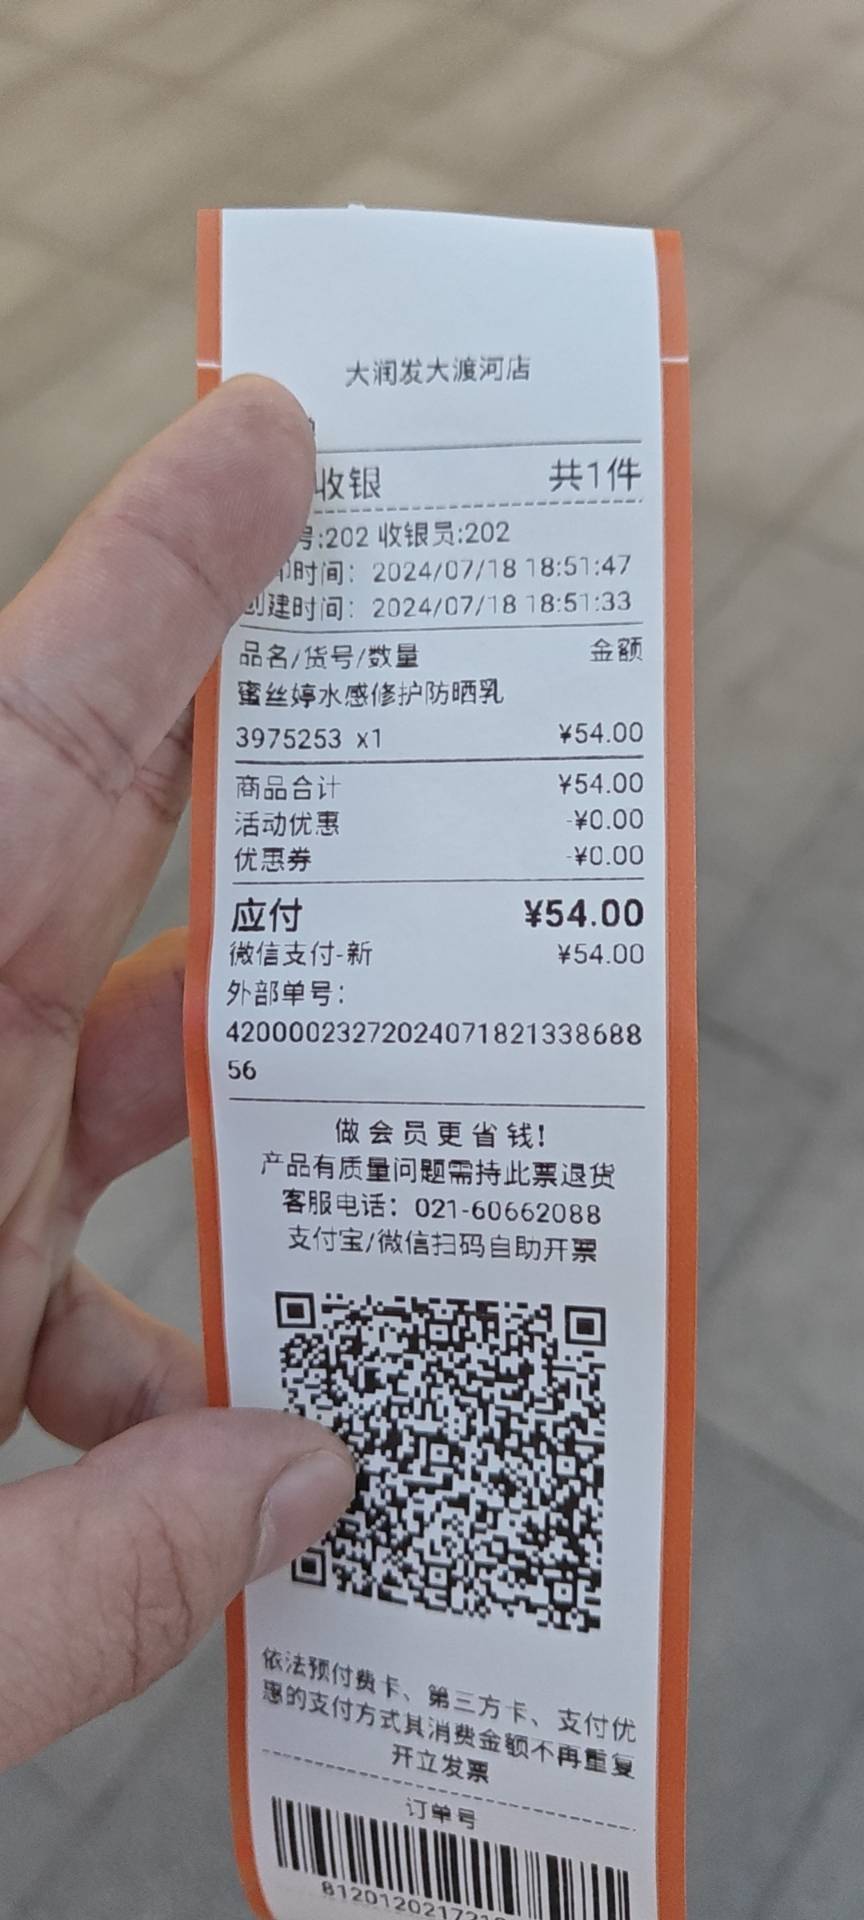 大润发大渡河店
收银 共1件
号:202 收银员:202
印时间：2024/07/18 18:51:47
创建时间：2024/07/18 18:51:33
品名/货号/数量 金额
蜜丝婷水感修护防晒乳
3975253 x1 ¥54.00
商品合计 ¥54.00
活动优惠 -¥0.00
优惠券 -¥0.00
应付 ¥54.00
微信支付-新 ¥54.00
外部单号：
42000023272024071821338688
56
做会员更省钱!
产品有质量问题需持此票退货
客服电话：021-60662088
支付宝/微信扫码自助开票
依法预付费卡、第三方卡、支付优
惠的支付方式其消费金额不再重复
开立发票
订单号